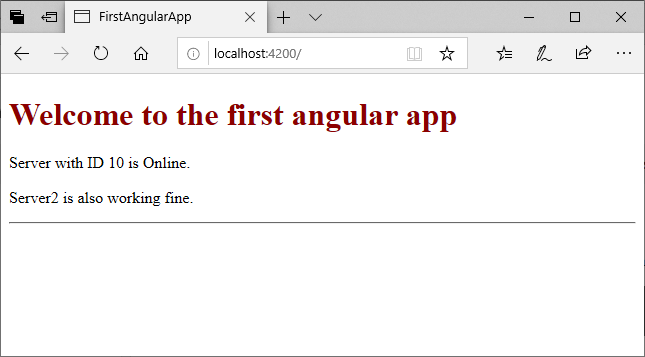 FirstAngularApp
localhost:4200/
Welcome to the first angular app
Server with ID 10 is Online.
Server2 is also working fine.